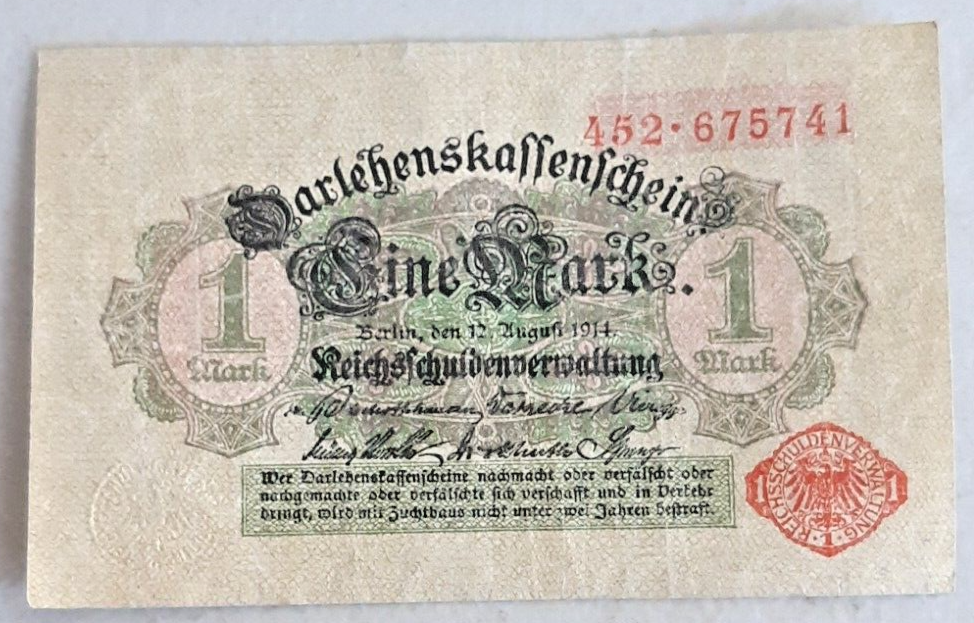 452·675741
Darlehenskassenschein
Eine Mark.
1 Mark
1 Mark
Berlin, den 12. August 1914.
Reichsschuldenverwaltung
Wer Darlehenskassenscheine nachmacht oder verfälscht oder
nachgemachte oder verfälschte sich verschafft und in Verkehr
bringt, wird mit Zuchthaus nicht unter zwei Jahren bestraft.
REICHSSCHULDENVERWALTUNG
1 1
·1·